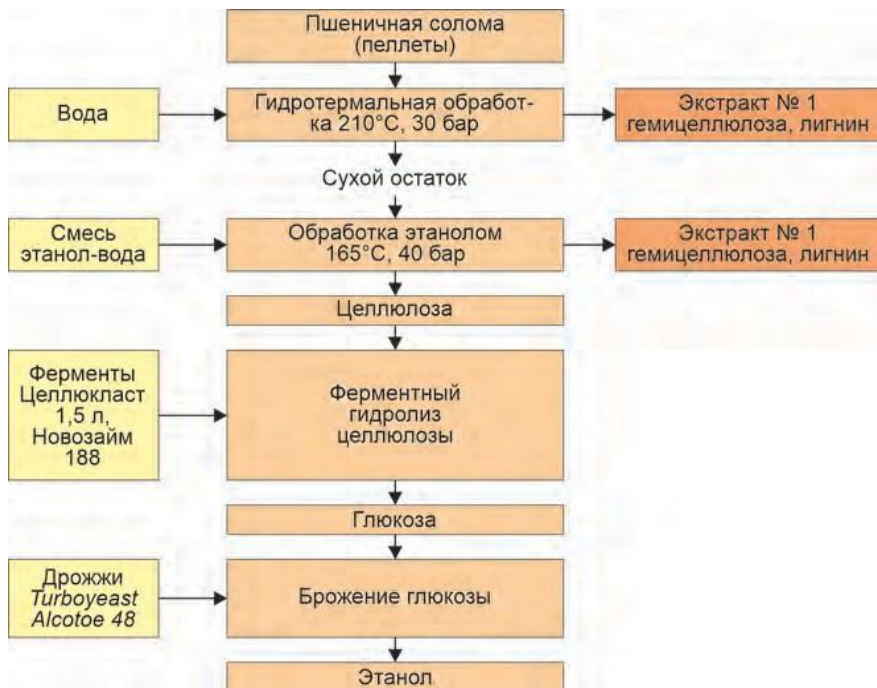 Пшеничная солома
(пеллеты)
Вода
Гидротермальная обработ-
ка 210°С, 30 бар
Экстракт № 1
гемицеллюлоза, лигнин
Сухой остаток
Смесь
этанол-вода
Обработка этанолом
165°С, 40 бар
Экстракт № 1
гемицеллюлоза, лигнин
Целлюлоза
Ферменты
Целлюкласт
1,5 л,
Новозайм
188
Ферментный
гидролиз
целлюлозы
Глюкоза
Дрожжи
Turboyeast
Alcotoe 48
Брожение глюкозы
Этанол